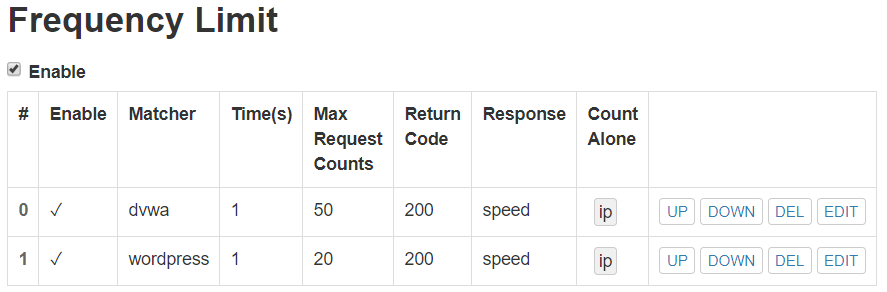 Frequency Limit
Enable
# Enable Matcher Time(s) Max Request Counts Return Code Response Count Alone
0 ✓ dvwa 1 50 200 speed ip UP DOWN DEL EDIT
1 ✓ wordpress 1 20 200 speed ip UP DOWN DEL EDIT